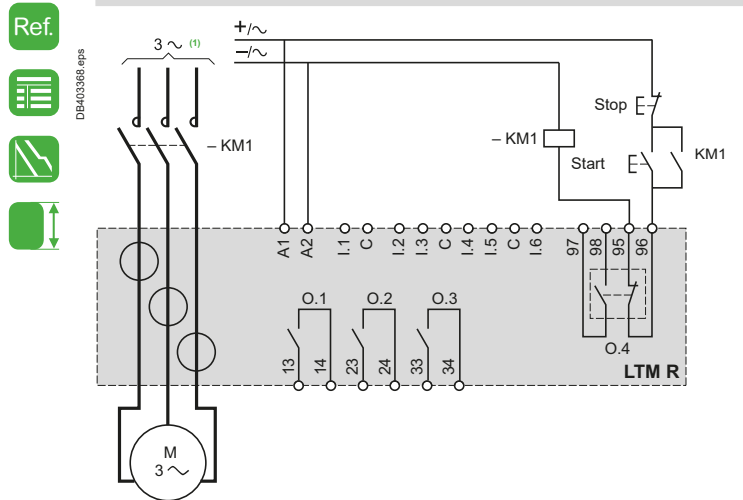 Ref.
DB403368.eps
3 ~ (1)
+/~
–/~
– KM1
– KM1
Stop
Start
KM1
A1
A2
I.1
C
I.2
I.3
C
I.4
I.5
C
I.6
97
98
95
96
O.1
O.2
O.3
O.4
13
14
23
24
33
34
LTM R
M
3 ~